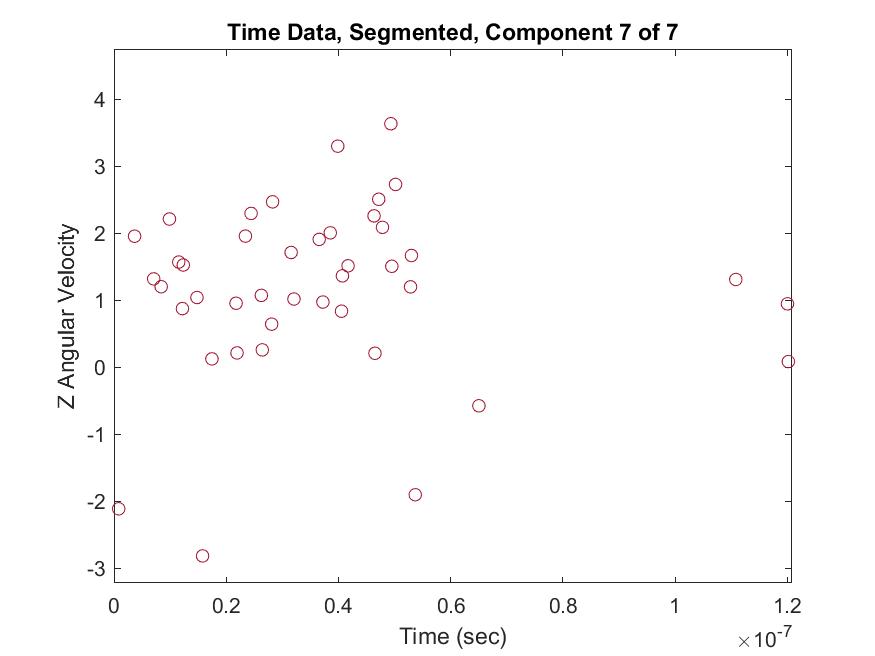 Time Data, Segmented, Component 7 of 7
4
3
2
1
0
-1
-2
-3
Z Angular Velocity
0 0.2 0.4 0.6 0.8 1 1.2
Time (sec)
×10⁻⁷